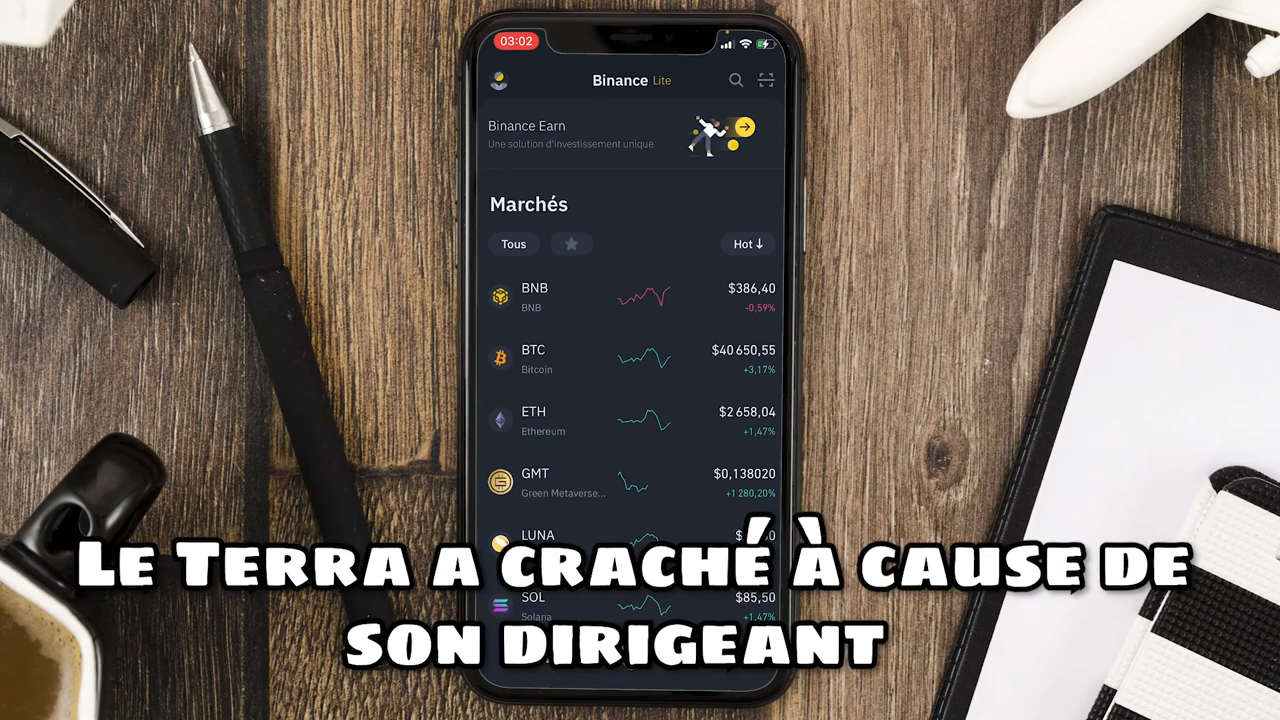 03:02
Binance Lite
Binance Earn
Une solution d'investissement unique
Marchés
Tous
Hot ↓
BNB $386,40
BNB -0,59%
BTC $40 650,55
Bitcoin +3,17%
ETH $2 658,04
Ethereum +1,47%
GMT $0,138020
Green Metaverse... +1 280,20%
LUNA
SOL $85,50
Solana +1,47%
Le Terra a craché à cause de
son dirigeant